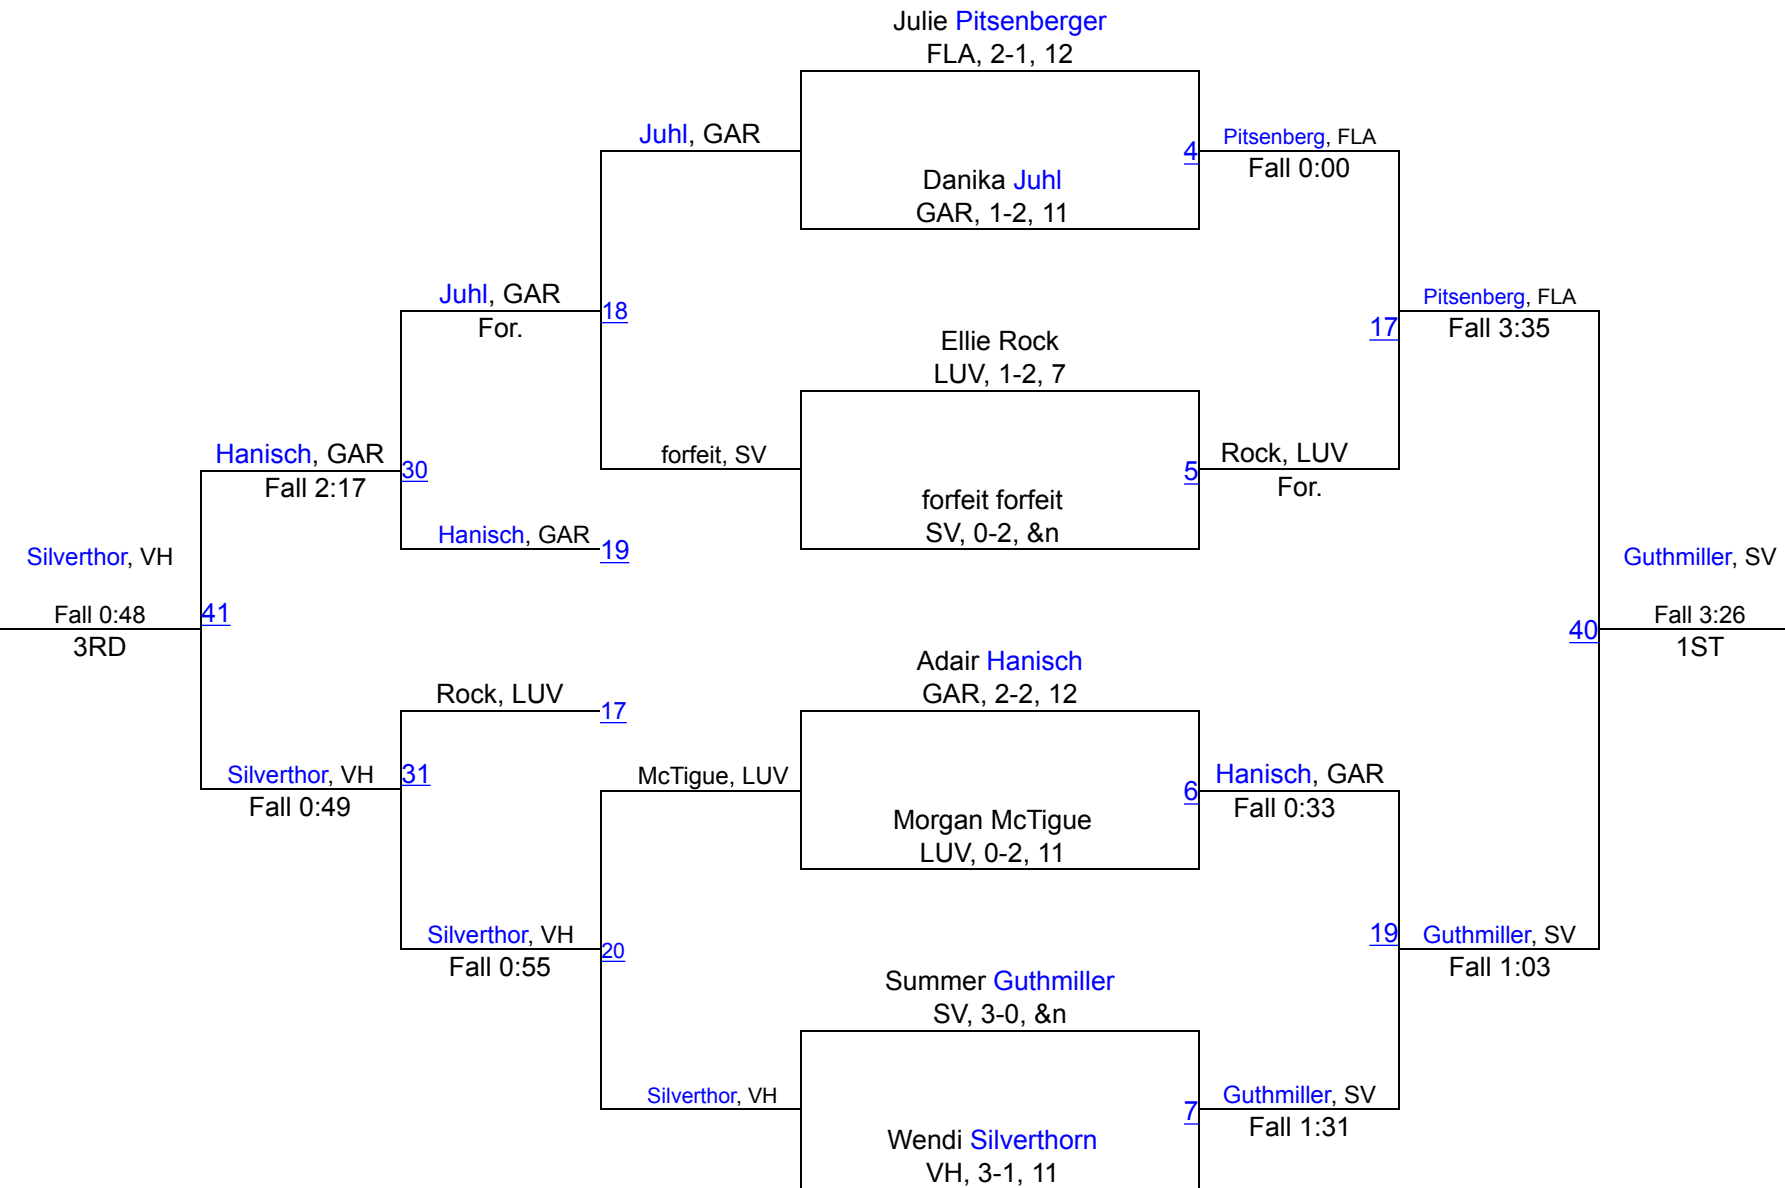 Julie Pitsenberger
FLA, 2-1, 12
Juhl, GAR
4
Pitsenberg, FLA
Fall 0:00
Danika Juhl
GAR, 1-2, 11
Juhl, GAR
For.
18
Pitsenberg, FLA
Fall 3:35
17
Ellie Rock
LUV, 1-2, 7
Hanisch, GAR
Fall 2:17
30
forfeit, SV
5
Rock, LUV
For.
forfeit forfeit
SV, 0-2, &n
Hanisch, GAR
19
Silverthor, VH
Fall 0:48
3RD
41
Guthmiller, SV
Fall 3:26
1ST
40
Adair Hanisch
GAR, 2-2, 12
Rock, LUV
17
Silverthor, VH
Fall 0:49
31
McTigue, LUV
6
Hanisch, GAR
Fall 0:33
Morgan McTigue
LUV, 0-2, 11
Silverthor, VH
Fall 0:55
20
19
Guthmiller, SV
Fall 1:03
Summer Guthmiller
SV, 3-0, &n
Silverthor, VH
7
Guthmiller, SV
Fall 1:31
Wendi Silverthorn
VH, 3-1, 11